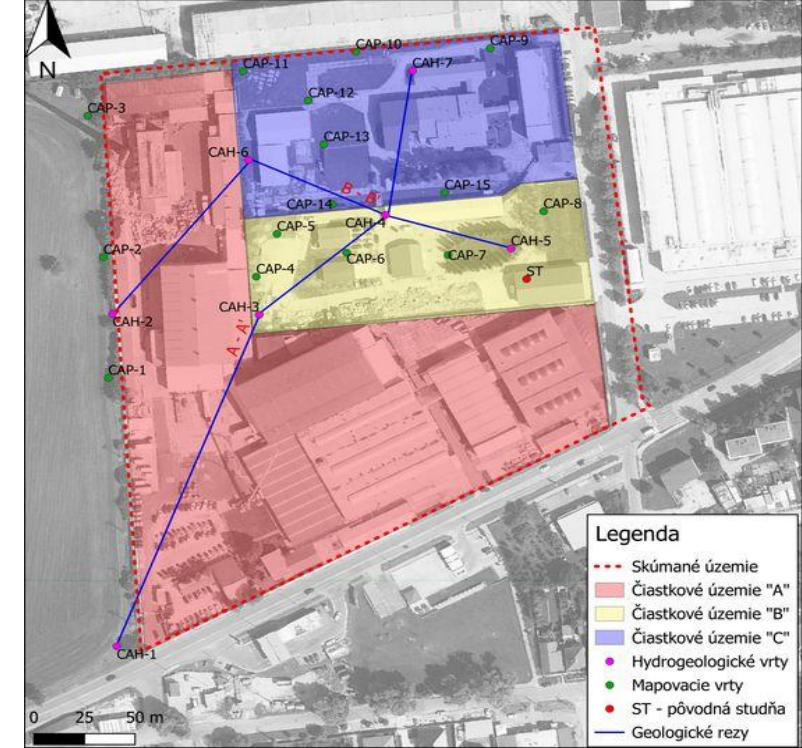 N
CAP-10
CAP-9
CAP-11
CAH-7
CAP-12
CAP-3
CAP-13
CAH-6
B - B'
CAP-15
CAP-14
CAP-8
CAH-4
CAP-5
CAH-5
CAP-2
CAP-6
CAP-7
CAP-4
ST
CAH-3
CAH-2
A - A'
CAP-1
CAH-1
0 25 50 m
Legenda
Skúmané územie
Čiastkové územie "A"
Čiastkové územie "B"
Čiastkové územie "C"
Hydrogeologické vrty
Mapovacie vrty
ST - pôvodná studňa
Geologické rezy